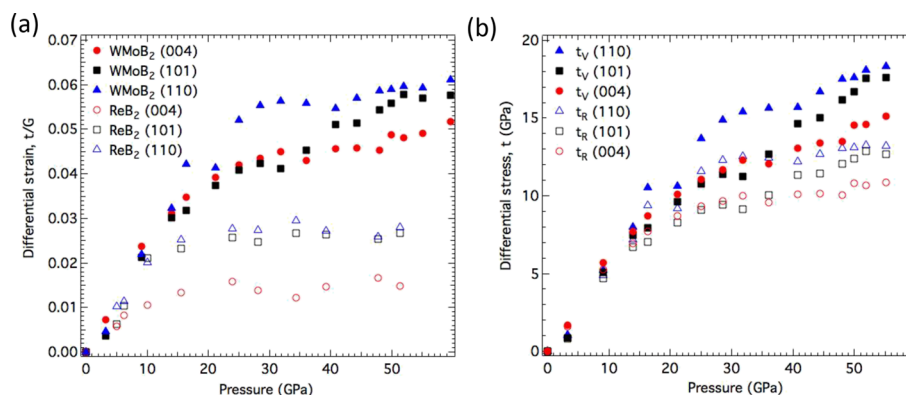 (a)
0.07
0.06
0.05
0.04
0.03
0.02
0.01
0.00
Differential strain, t/G
WMoB2 (004)
WMoB2 (101)
WMoB2 (110)
ReB2 (004)
ReB2 (101)
ReB2 (110)
0 10 20 30 40 50 60
Pressure (GPa)
(b)
20
15
10
5
0
Differential stress, t (GPa)
tV (110)
tV (101)
tV (004)
tR (110)
tR (101)
tR (004)
0 10 20 30 40 50 60
Pressure (GPa)